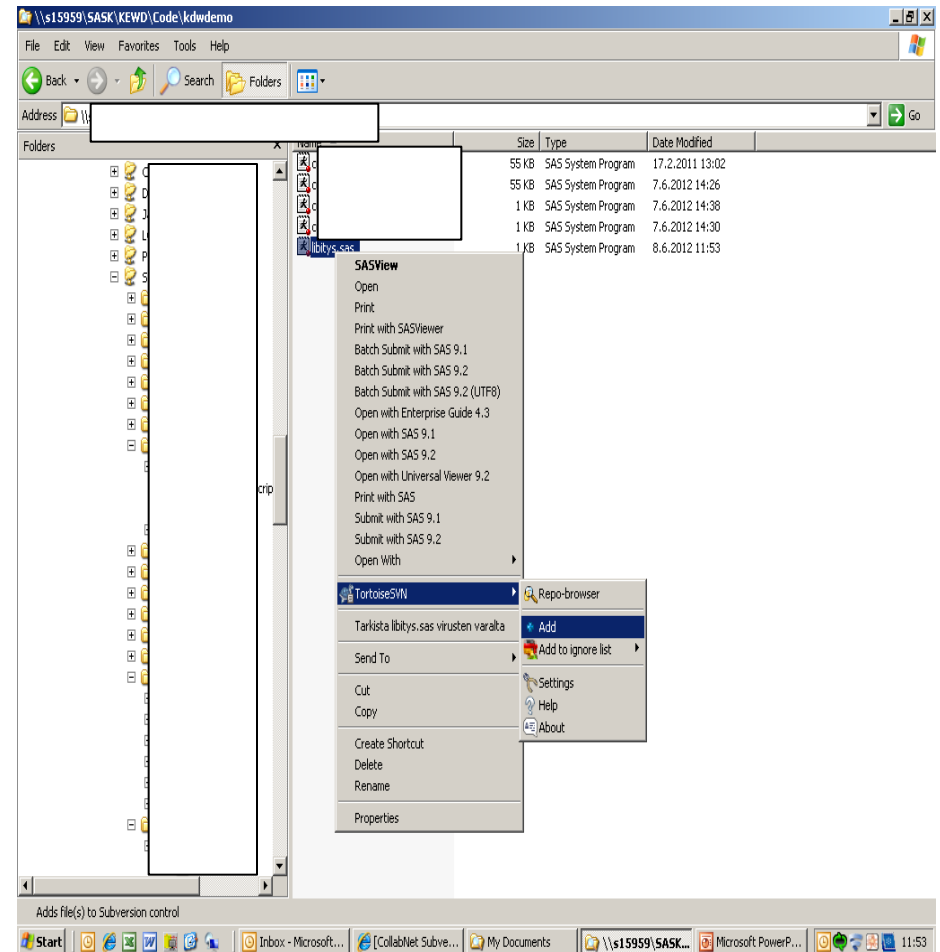 \\s15959\SASK\KEWD\Code\kdwdemo
File Edit View Favorites Tools Help
Back Search Folders
Address \\s Go
Folders X Name Size Type Date Modified
c 55 KB SAS System Program 17.2.2011 13:02
c 55 KB SAS System Program 7.6.2012 14:26
c 1 KB SAS System Program 7.6.2012 14:38
c 1 KB SAS System Program 7.6.2012 14:30
libitys.sas 1 KB SAS System Program 8.6.2012 11:53
crip
SASView
Open
Print
Print with SASViewer
Batch Submit with SAS 9.1
Batch Submit with SAS 9.2
Batch Submit with SAS 9.2 (UTF8)
Open with Enterprise Guide 4.3
Open with SAS 9.1
Open with SAS 9.2
Open with Universal Viewer 9.2
Print with SAS
Submit with SAS 9.1
Submit with SAS 9.2
Open With
TortoiseSVN
Tarkista libitys.sas virusten varalta
Send To
Cut
Copy
Create Shortcut
Delete
Rename
Properties
Repo-browser
Add
Add to ignore list
Settings
Help
About
Adds file(s) to Subversion control
Start Inbox - Microsoft... [CollabNet Subve... My Documents \\s15959\SASK... Microsoft PowerP... 11:53